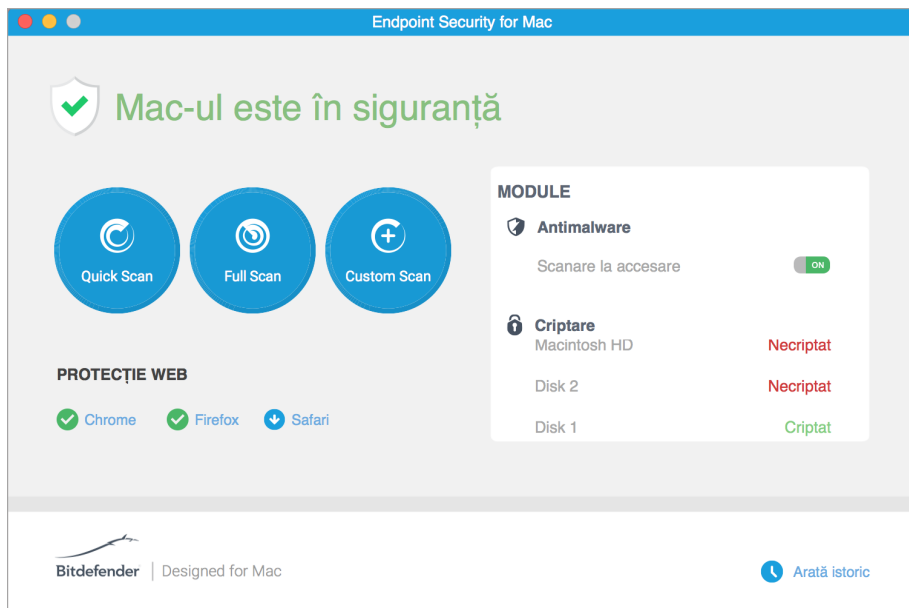 Endpoint Security for Mac
Mac-ul este în siguranță
Quick Scan
Full Scan
Custom Scan
PROTECȚIE WEB
Chrome
Firefox
Safari
MODULE
Antimalware
Scanare la accesare
ON
Criptare
Macintosh HD
Necriptat
Disk 2
Necriptat
Disk 1
Criptat
Bitdefender
Designed for Mac
Arată istoric